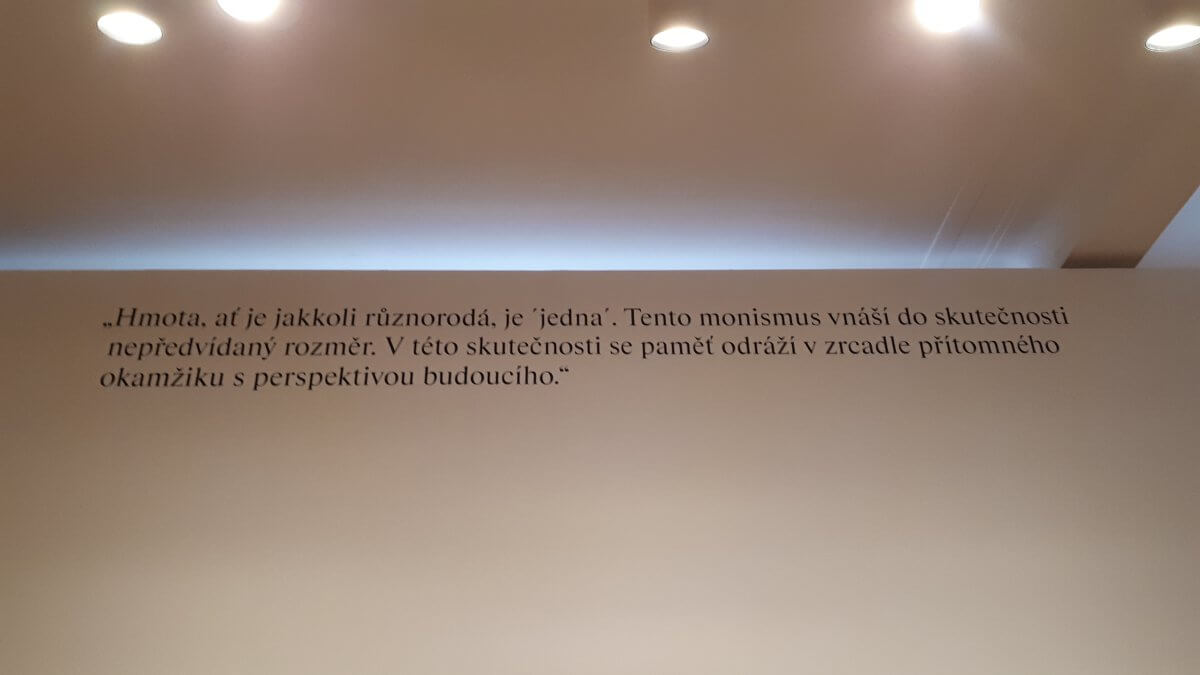 „Hmota, ať je jakkoli různorodá, je ´jedna´. Tento monismus vnáší do skutečnosti
nepředvídaný rozměr. V této skutečnosti se paměť odráží v zrcadle přítomného
okamžiku s perspektivou budoucího.“